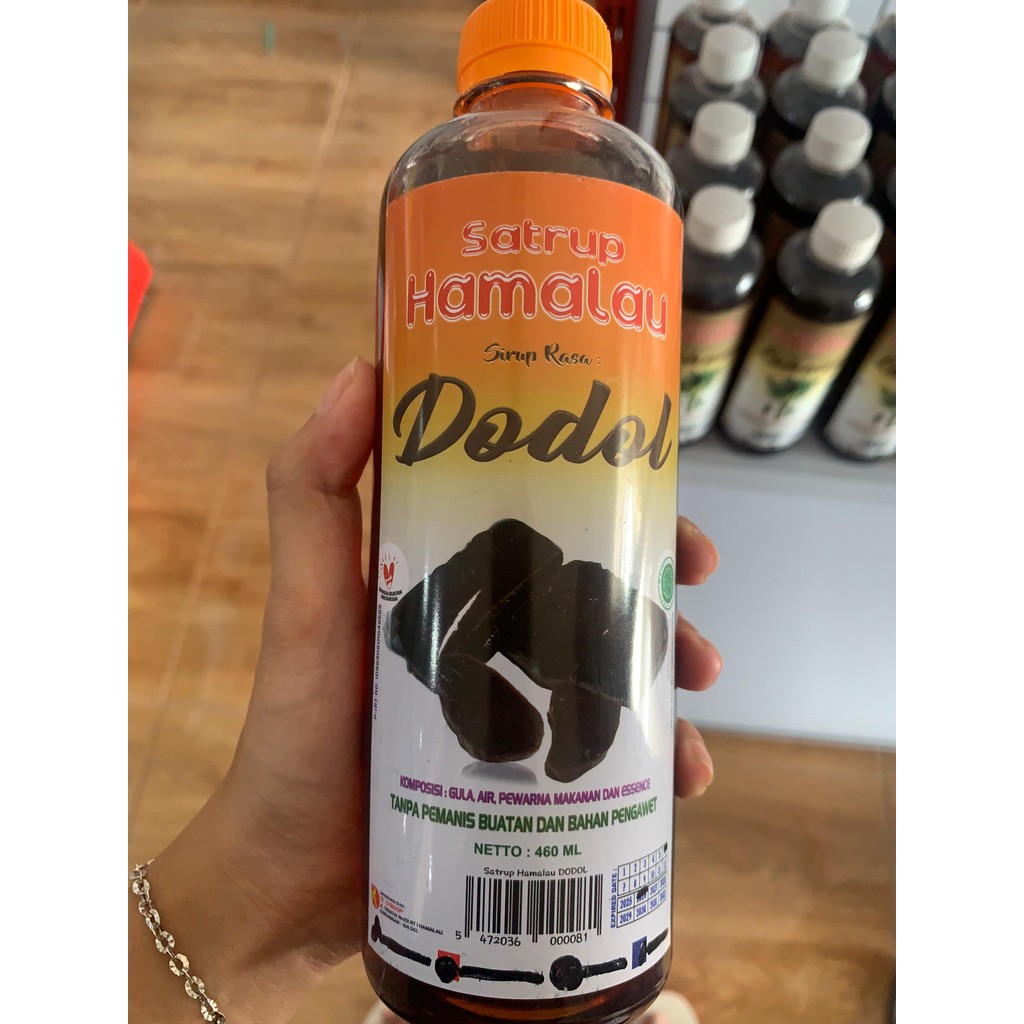 Satrup
Hamalau
Sirup Rasa :
Dodol
KOMPOSISI : GULA, AIR, PEWARNA MAKANAN DAN ESSENCE
TANPA PEMANIS BUATAN DAN BAHAN PENGAWET
NETTO : 460 ML
Satrup Hamalau DODOL
5 472036 000081
EXPIRED DATE :